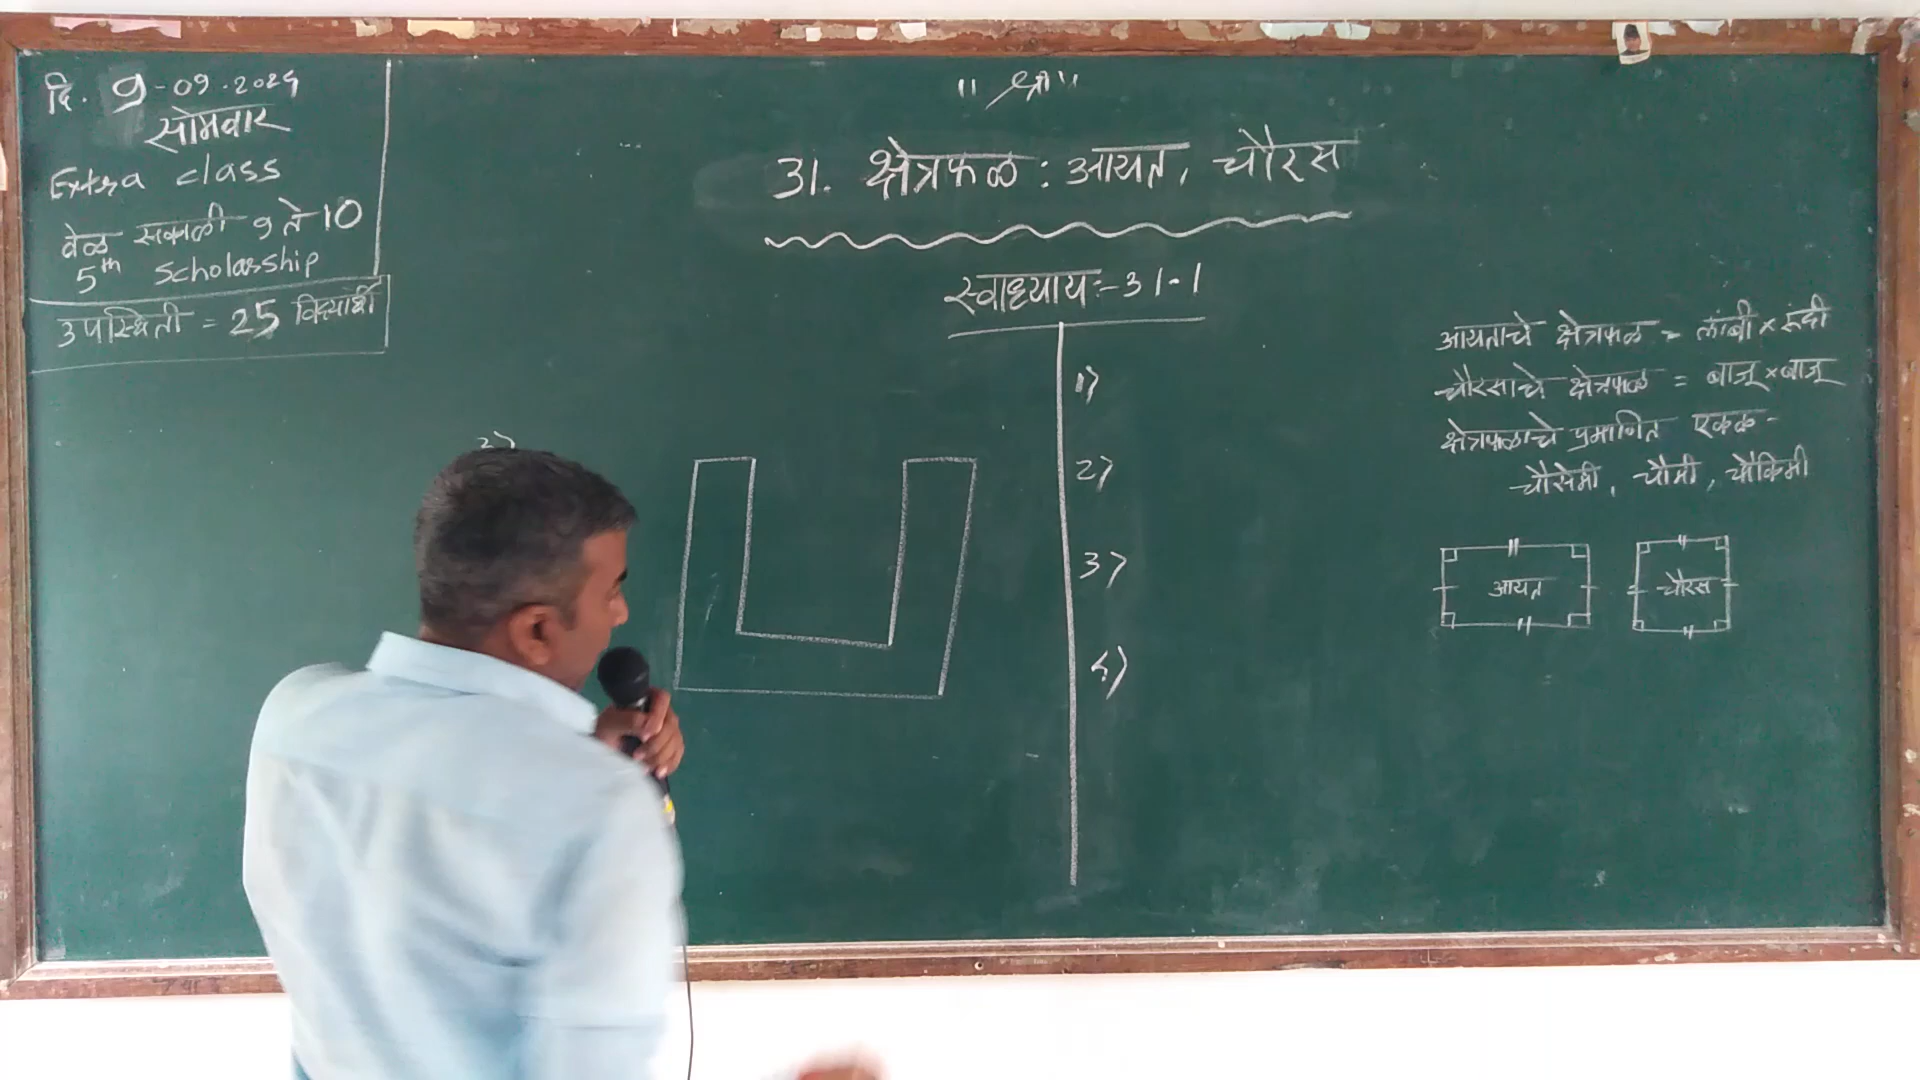 दि. 9-09-2024
सोमवार
Extra class
वेळ सकाळी 9 ते 10
5th Scholarship
उपस्थिती = 25 विद्यार्थी
"श्री"
31. क्षेत्रफळ : आयत, चौरस
स्वाध्याय:-31.1
1)
2)
3)
4)
2)
आयताचे क्षेत्रफळ = लांबी × रुंदी
चौरसाचे क्षेत्रफळ = बाजू × बाजू
क्षेत्रफळाचे प्रमाणित एकक -
चौसेमी, चौमी, चौकिमी
आयत
चौरस